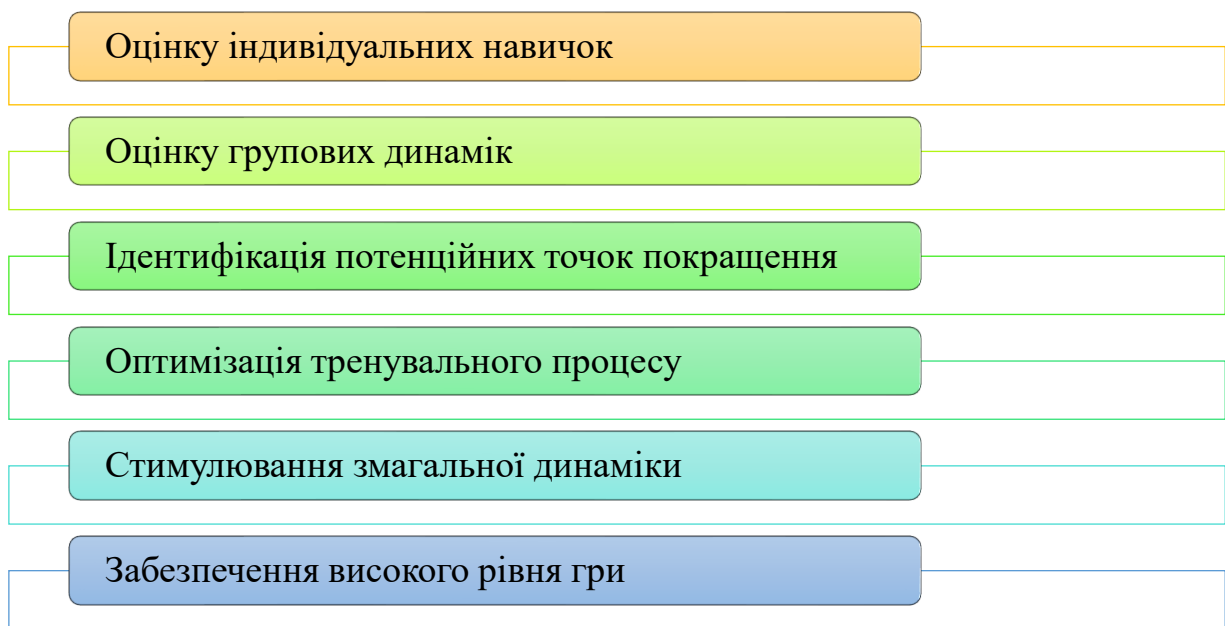 Оцінку індивідуальних навичок
Оцінку групових динамік
Ідентифікація потенційних точок покращення
Оптимізація тренувального процесу
Стимулювання змагальної динаміки
Забезпечення високого рівня гри